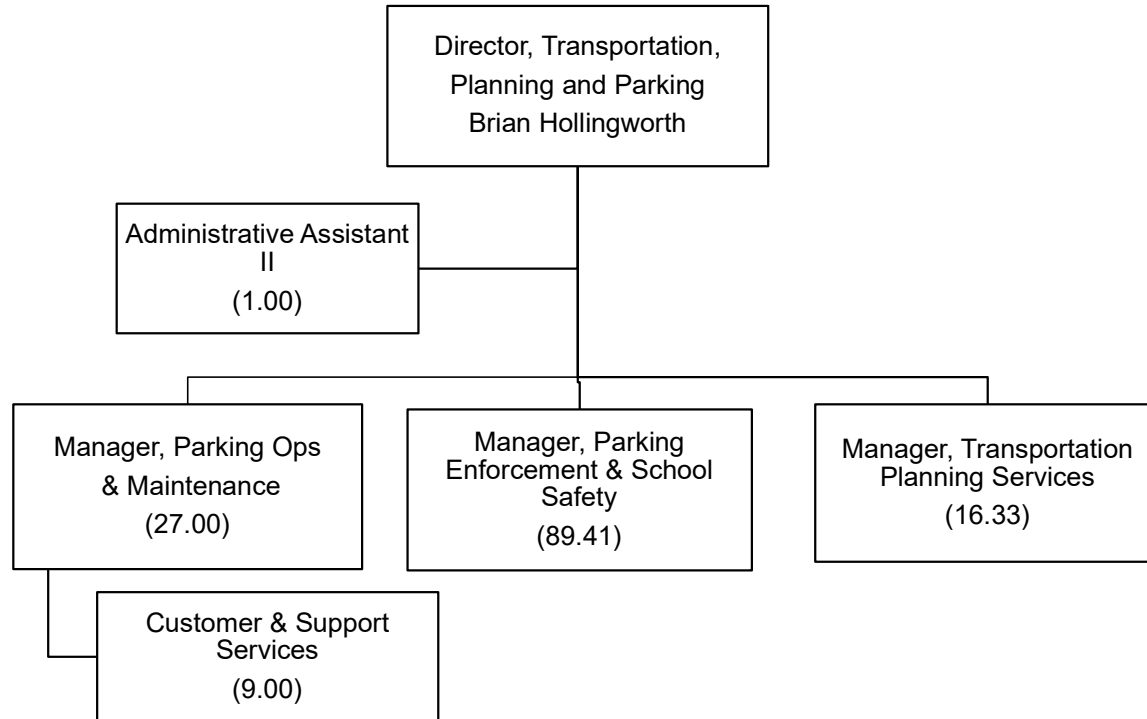 Director, Transportation,
Planning and Parking
Brian Hollingworth
Administrative Assistant
II
(1.00)
Manager, Parking Ops
& Maintenance
(27.00)
Manager, Parking
Enforcement & School
Safety
(89.41)
Manager, Transportation
Planning Services
(16.33)
Customer & Support
Services
(9.00)